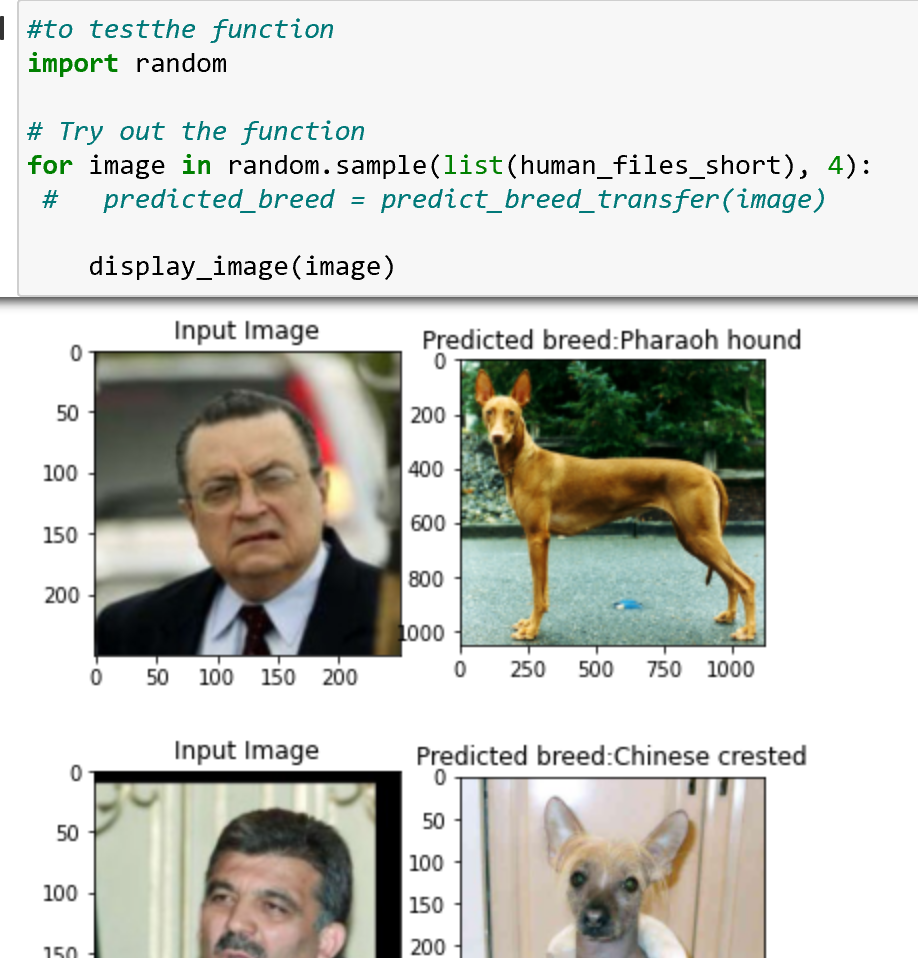 #to testthe function
import random
# Try out the function
for image in random.sample(list(human_files_short), 4):
#   predicted_breed = predict_breed_transfer(image)
display_image(image)
Input Image
0
50
100
150
200
0 50 100 150 200
Predicted breed:Pharaoh hound
0
200
400
600
800
1000
0 250 500 750 1000
Input Image
0
50
100
150
Predicted breed:Chinese crested
0
50
100
150
200